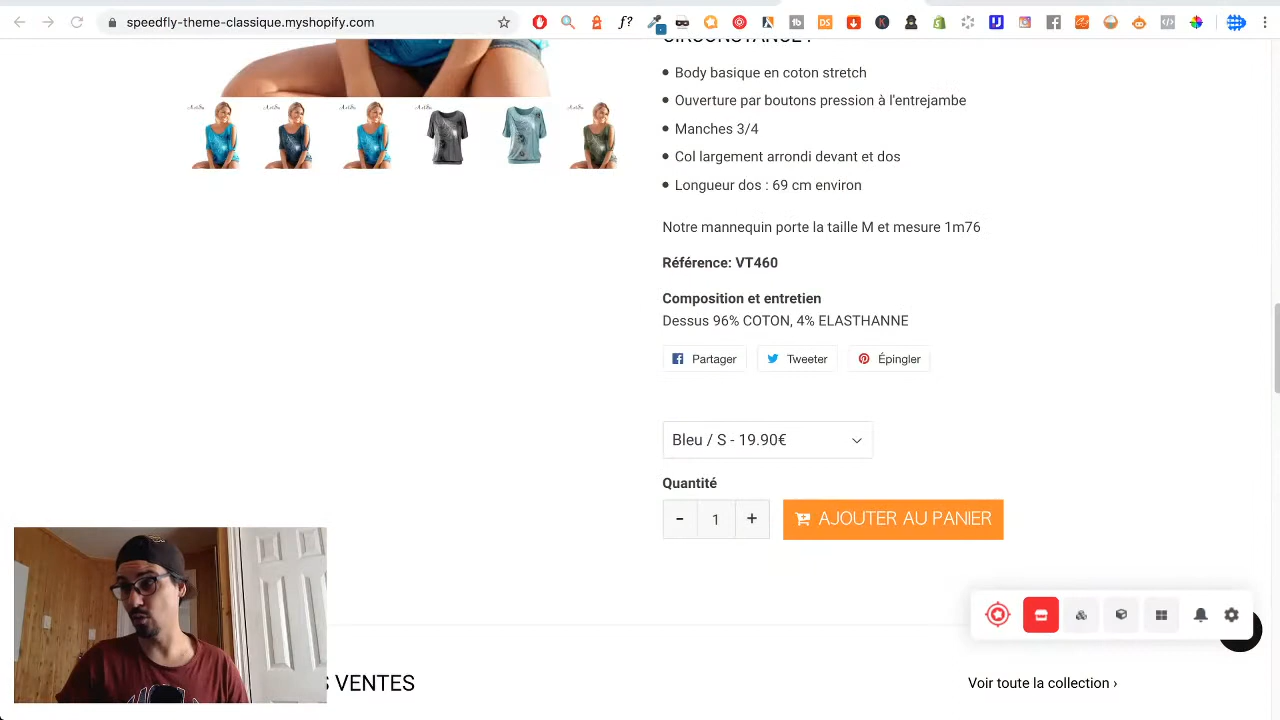 speedfly-theme-classique.myshopify.com
CIRCONSTANCE :
Body basique en coton stretch
Ouverture par boutons pression à l'entrejambe
Manches 3/4
Col largement arrondi devant et dos
Longueur dos : 69 cm environ
Notre mannequin porte la taille M et mesure 1m76
Référence: VT460
Composition et entretien
Dessus 96% COTON, 4% ELASTHANNE
Partager Tweeter Épingler
Bleu / S - 19.90€
Quantité
- 1 + AJOUTER AU PANIER
S VENTES
Voir toute la collection ›